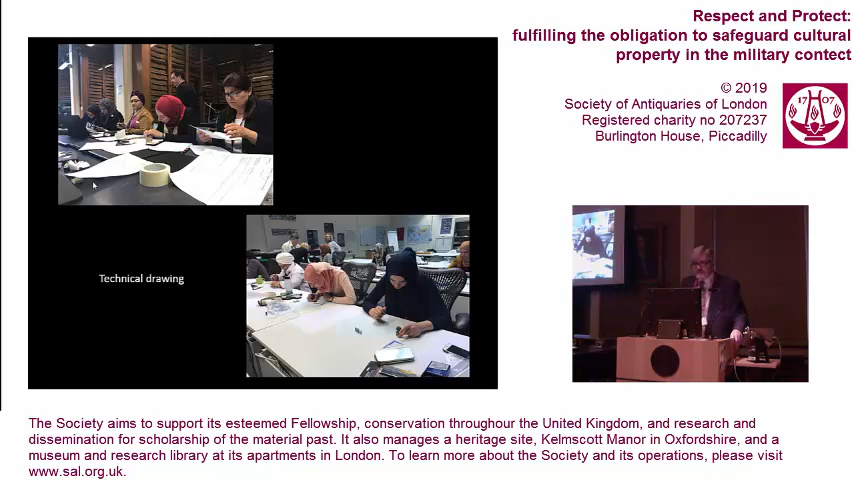 Respect and Protect:
fulfilling the obligation to safeguard cultural
property in the military contect
© 2019
Society of Antiquaries of London
Registered charity no 207237
Burlington House, Piccadilly
17 07
Technical drawing
The Society aims to support its esteemed Fellowship, conservation throughour the United Kingdom, and research and
dissemination for scholarship of the material past. It also manages a heritage site, Kelmscott Manor in Oxfordshire, and a
museum and research library at its apartments in London. To learn more about the Society and its operations, please visit
www.sal.org.uk.